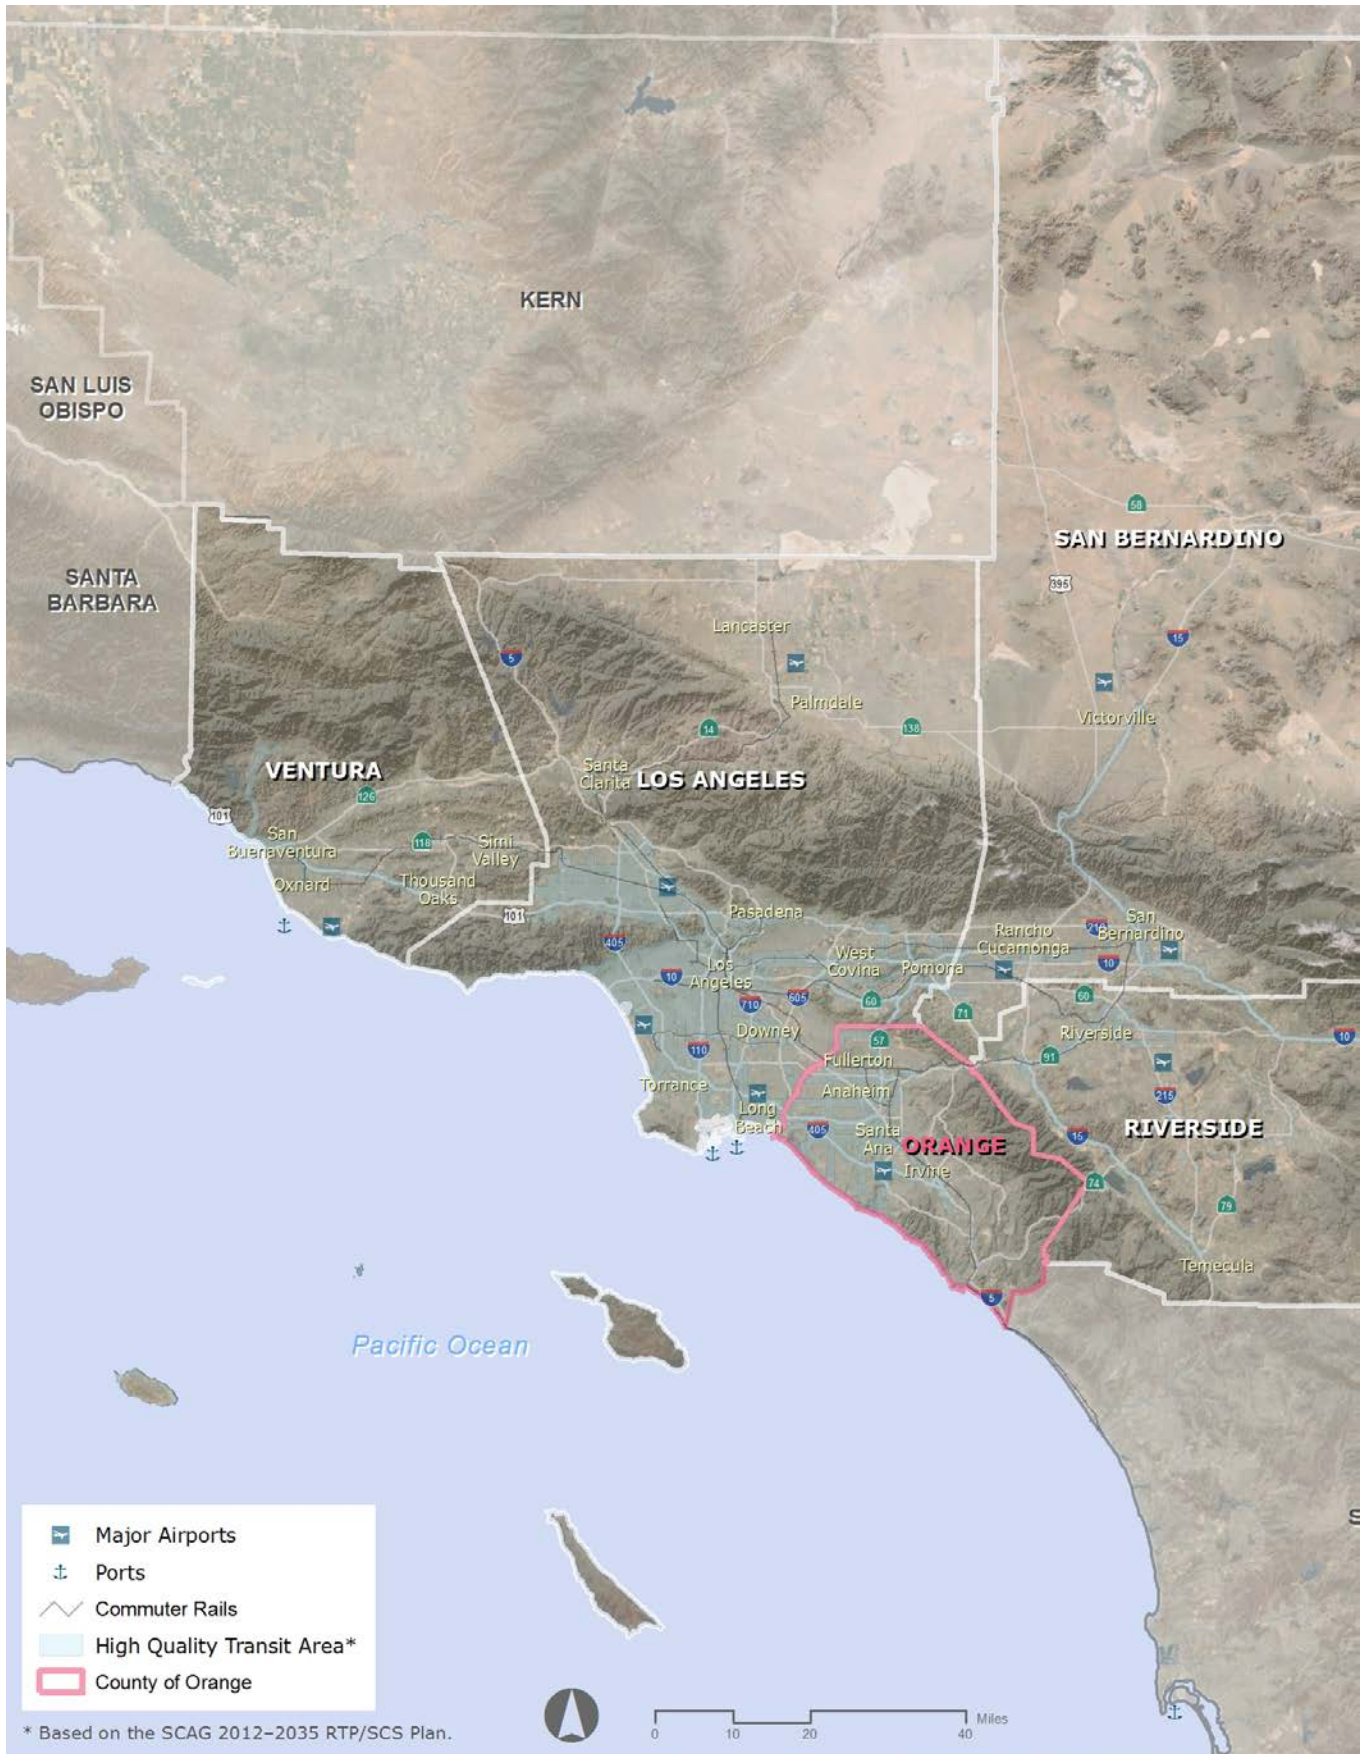 KERN
SAN LUIS
OBISPO
58
SAN BERNARDINO
SANTA
BARBARA
395
Lancaster
15
5
Palmdale
Victorville
14
138
VENTURA
Santa
Clarita
LOS ANGELES
126
101
San
Buenaventura
118
Simi
Valley
Oxnard
Thousand
Oaks
101
Pasadena
405
West
Covina
Pomona
Rancho
Cucamonga
210
San
Bernardino
10
Los
Angeles
10
710
605
60
71
60
Downey
57
Riverside
10
110
Fullerton
91
Torrance
Anaheim
215
Long
Beach
405
Santa
Ana
ORANGE
15
RIVERSIDE
Irvine
74
79
Temecula
5
Pacific Ocean
S
Major Airports
Ports
Commuter Rails
High Quality Transit Area*
County of Orange
* Based on the SCAG 2012–2035 RTP/SCS Plan.
0 10 20 40 Miles